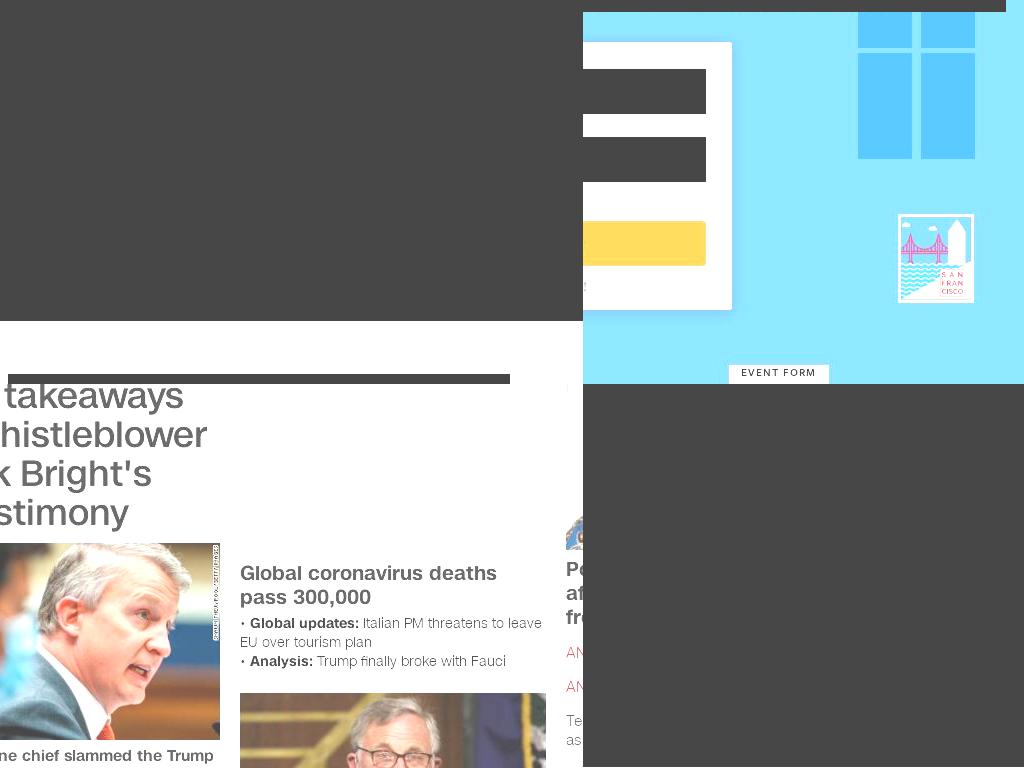 SAN
FRAN
CISCO
EVENT FORM
takeaways
histleblower
k Bright's
stimony
Global coronavirus deaths
pass 300,000
• Global updates: Italian PM threatens to leave
EU over tourism plan
• Analysis: Trump finally broke with Fauci
ne chief slammed the Trump
Po
af
fro
AN
AN
Te
as